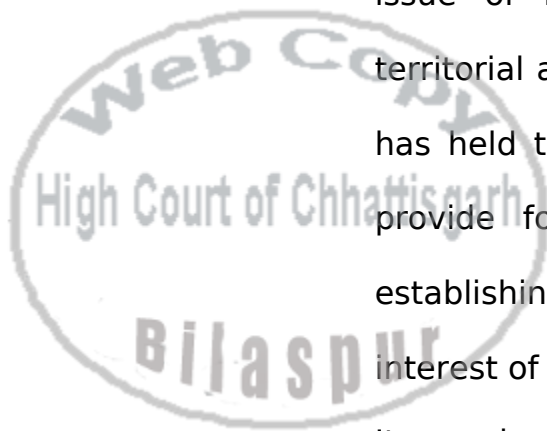 issue of
territorial a
has held t
provide fo
establishin
interest of
Web Copy
High Court of Chhattisgarh
Bilaspur